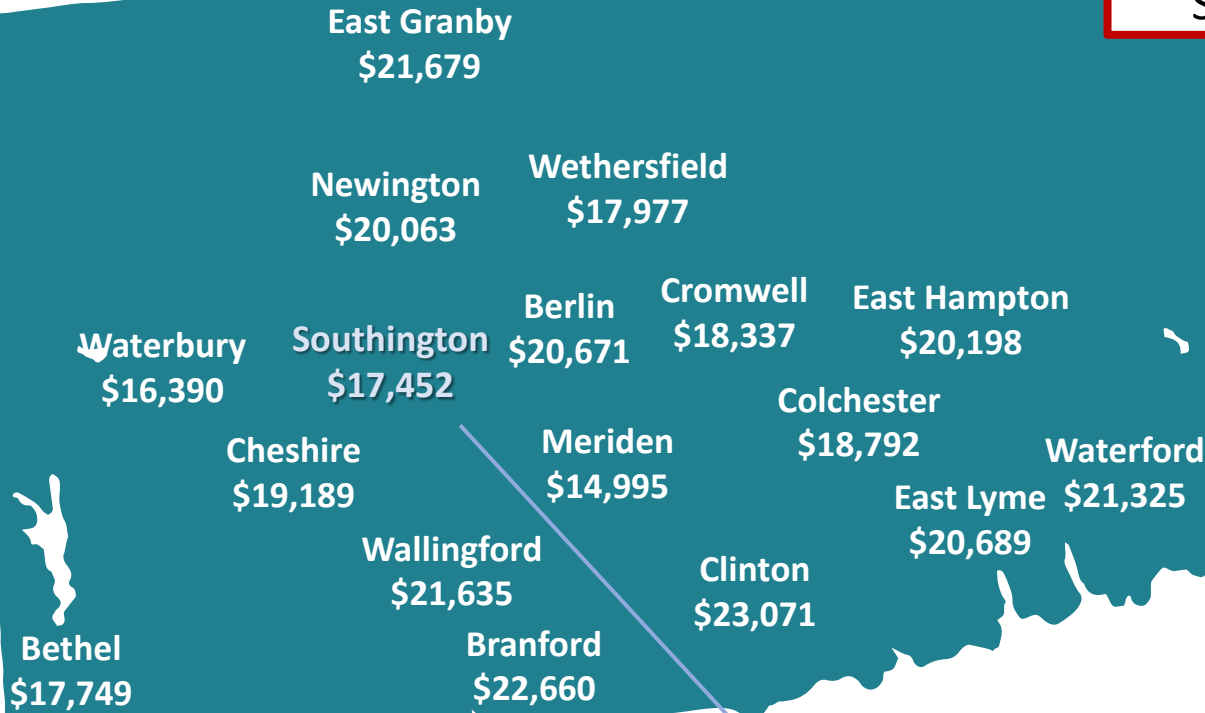 $
East Granby
$21,679
Wethersfield
$17,977
Newington
$20,063
Cromwell
$18,337
East Hampton
$20,198
Berlin
$20,671
Southington
$17,452
Waterbury
$16,390
Colchester
$18,792
Meriden
$14,995
Waterford
$21,325
Cheshire
$19,189
East Lyme
$20,689
Wallingford
$21,635
Clinton
$23,071
Branford
$22,660
Bethel
$17,749